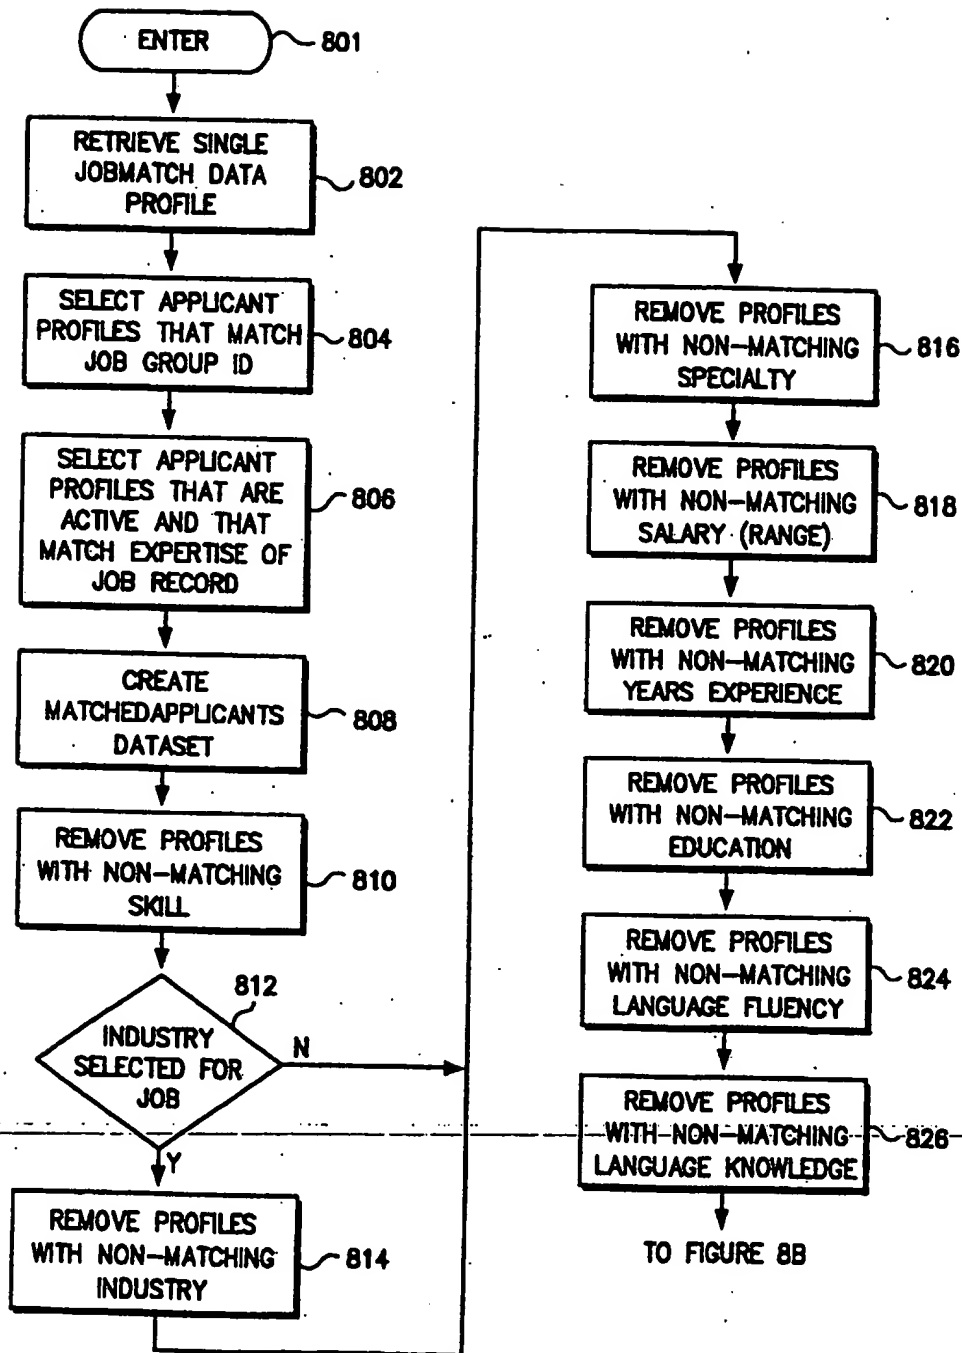 ENTER
801
RETRIEVE SINGLE
JOBMATCH DATA
PROFILE
802
SELECT APPLICANT
PROFILES THAT MATCH
JOB GROUP ID
804
SELECT APPLICANT
PROFILES THAT ARE
ACTIVE AND THAT
MATCH EXPERTISE OF
JOB RECORD
806
CREATE
MATCHEDAPPLICANTS
DATASET
808
REMOVE PROFILES
WITH NON-MATCHING
SKILL
810
812
INDUSTRY
SELECTED FOR
JOB
N
Y
REMOVE PROFILES
WITH NON-MATCHING
INDUSTRY
814
REMOVE PROFILES
WITH NON-MATCHING
SPECIALTY
816
REMOVE PROFILES
WITH NON-MATCHING
SALARY (RANGE)
818
REMOVE PROFILES
WITH NON-MATCHING
YEARS EXPERIENCE
820
REMOVE PROFILES
WITH NON-MATCHING
EDUCATION
822
REMOVE PROFILES
WITH NON-MATCHING
LANGUAGE FLUENCY
824
REMOVE PROFILES
WITH NON-MATCHING
LANGUAGE KNOWLEDGE
826
TO FIGURE 8B